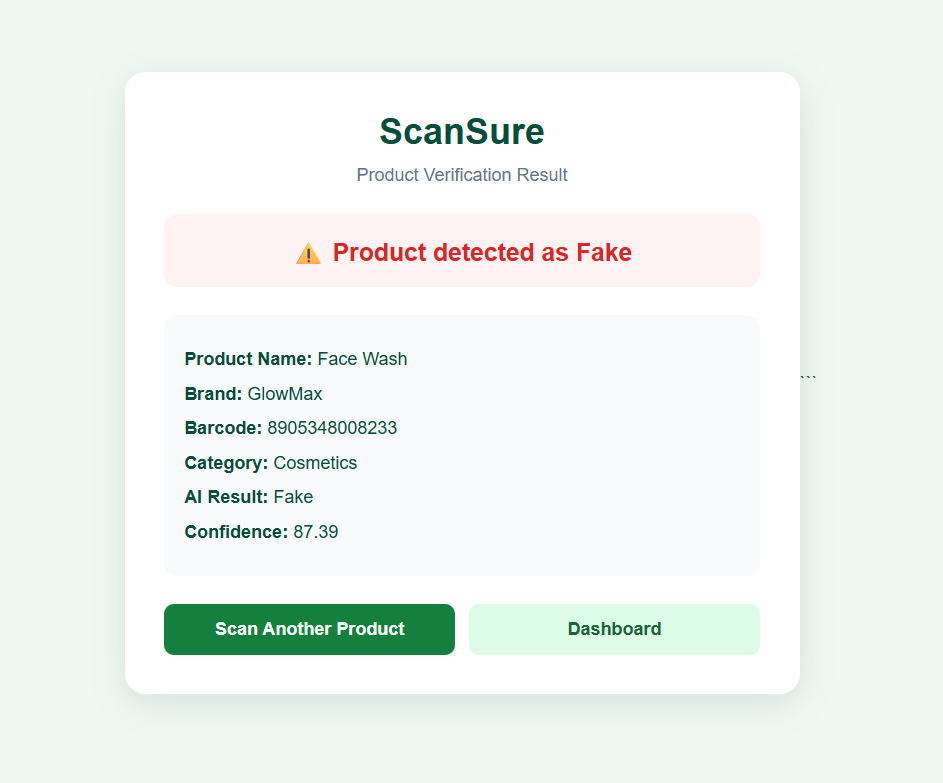 ScanSure
Product Verification Result
⚠️ Product detected as Fake
Product Name: Face Wash
Brand: GlowMax
Barcode: 8905348008233
Category: Cosmetics
AI Result: Fake
Confidence: 87.39
Scan Another Product
Dashboard
```